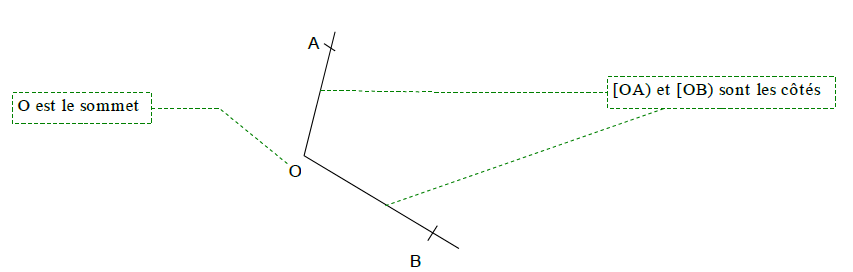 A
[OA) et [OB) sont les côtés
O est le sommet
O
B